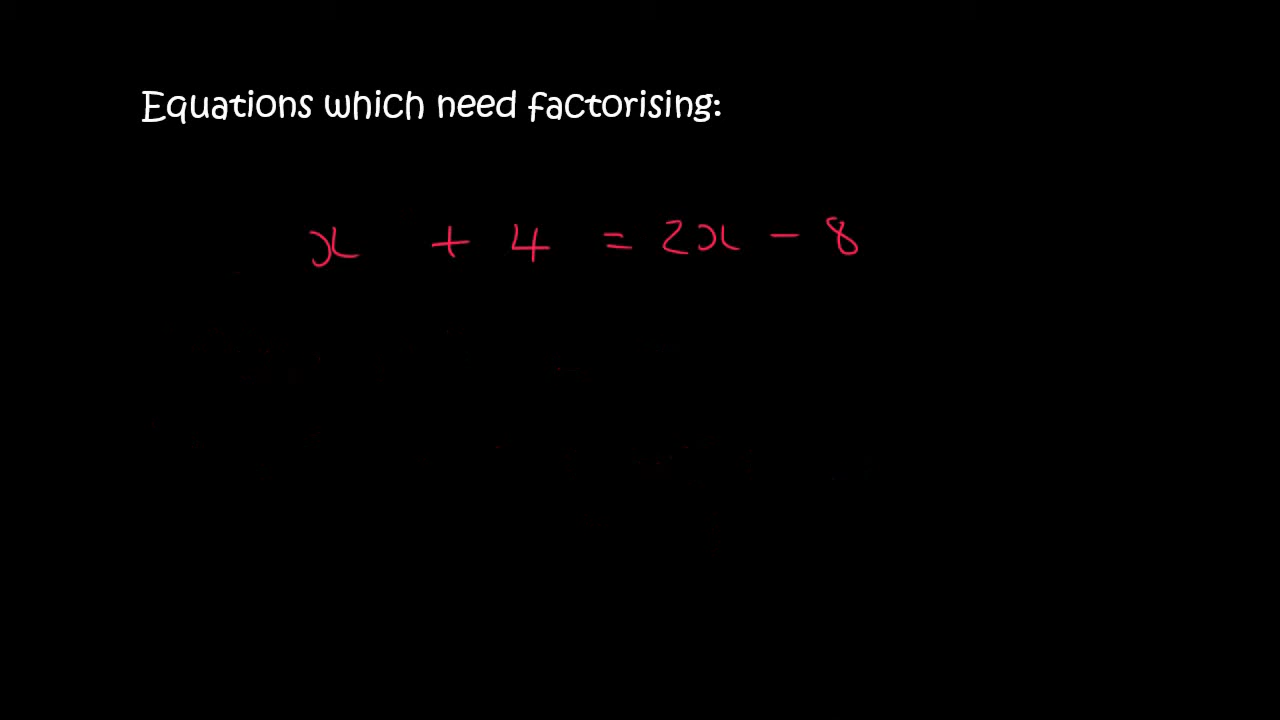 Equations which need factorising:
x + 4 = 2x - 8